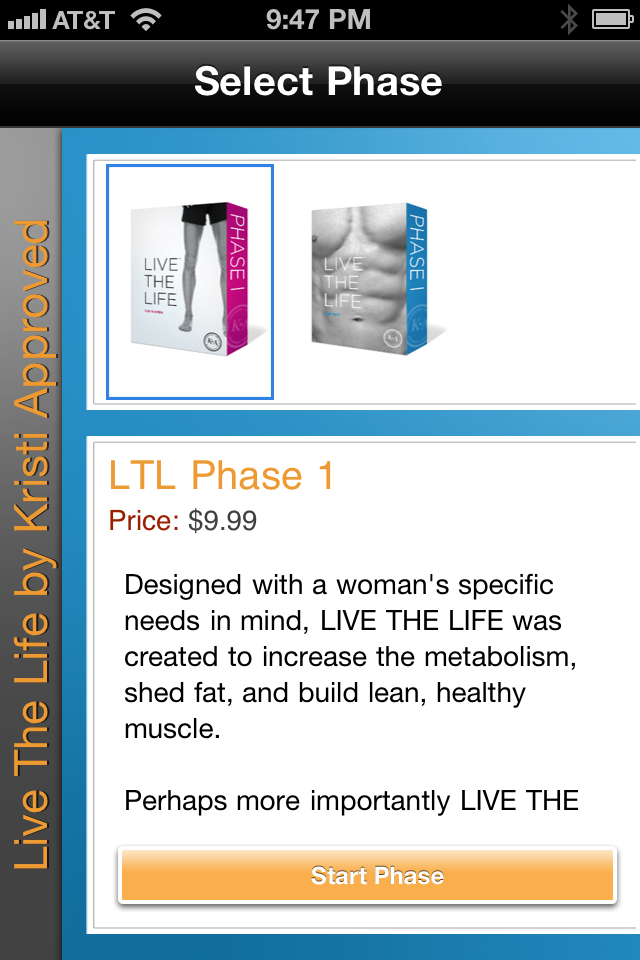 AT&T
9:47 PM
Select Phase
Live The Life by Kristi Approved
LIVE
THE
LIFE
PHASE I
LIVE
THE
LIFE
PHASE I
LTL Phase 1
Price: $9.99
Designed with a woman's specific
needs in mind, LIVE THE LIFE was
created to increase the metabolism,
shed fat, and build lean, healthy
muscle.
Perhaps more importantly LIVE THE
Start Phase